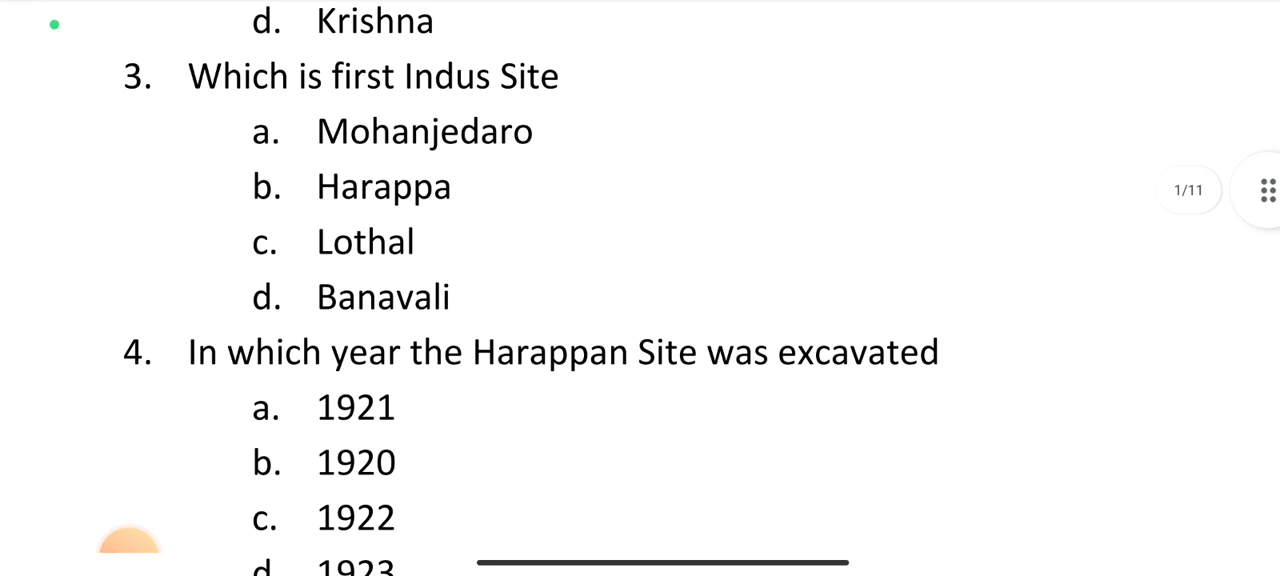 d. Krishna
3. Which is first Indus Site
a. Mohanjedaro
b. Harappa
1/11
c. Lothal
d. Banavali
4. In which year the Harappan Site was excavated
a. 1921
b. 1920
c. 1922
d 1923